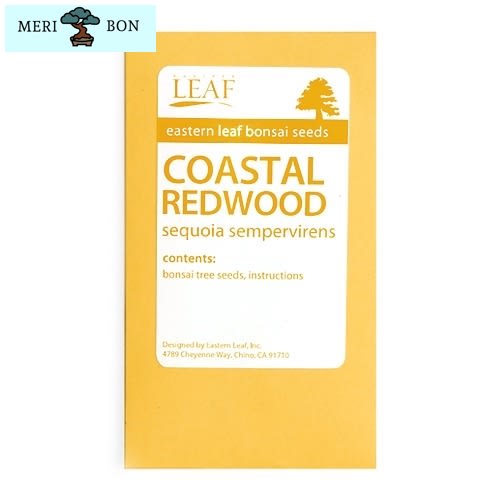 MERI BON
EASTERN
LEAF
eastern leaf bonsai seeds
COASTAL
REDWOOD
sequoia sempervirens
contents:
bonsai tree seeds, instructions
Designed by Eastern Leaf, Inc.
4789 Cheyenne Way, Chino, CA 91710